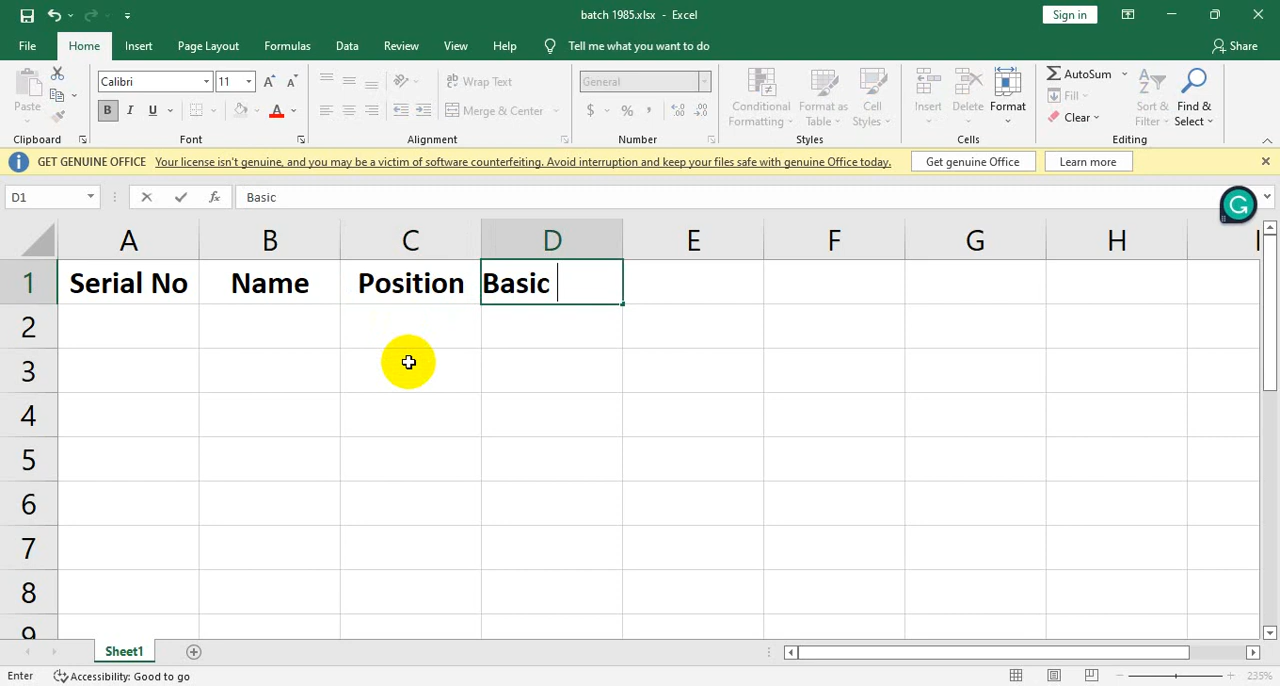 batch 1985.xlsx - Excel
Sign in
File Home Insert Page Layout Formulas Data Review View Help Tell me what you want to do Share
Calibri 11 A A Wrap Text General AutoSum
Paste Fill
B I U A Merge & Center $ % , Conditional Formatting Format as Table Cell Styles Insert Delete Format Clear Sort & Filter Find & Select
Clipboard Font Alignment Number Styles Cells Editing
GET GENUINE OFFICE Your license isn't genuine, and you may be a victim of software counterfeiting. Avoid interruption and keep your files safe with genuine Office today. Get genuine Office Learn more
D1 fx Basic
A B C D E F G H I
1 Serial No Name Position Basic
2
3
4
5
6
7
8
9
Sheet1
Enter Accessibility: Good to go 235%